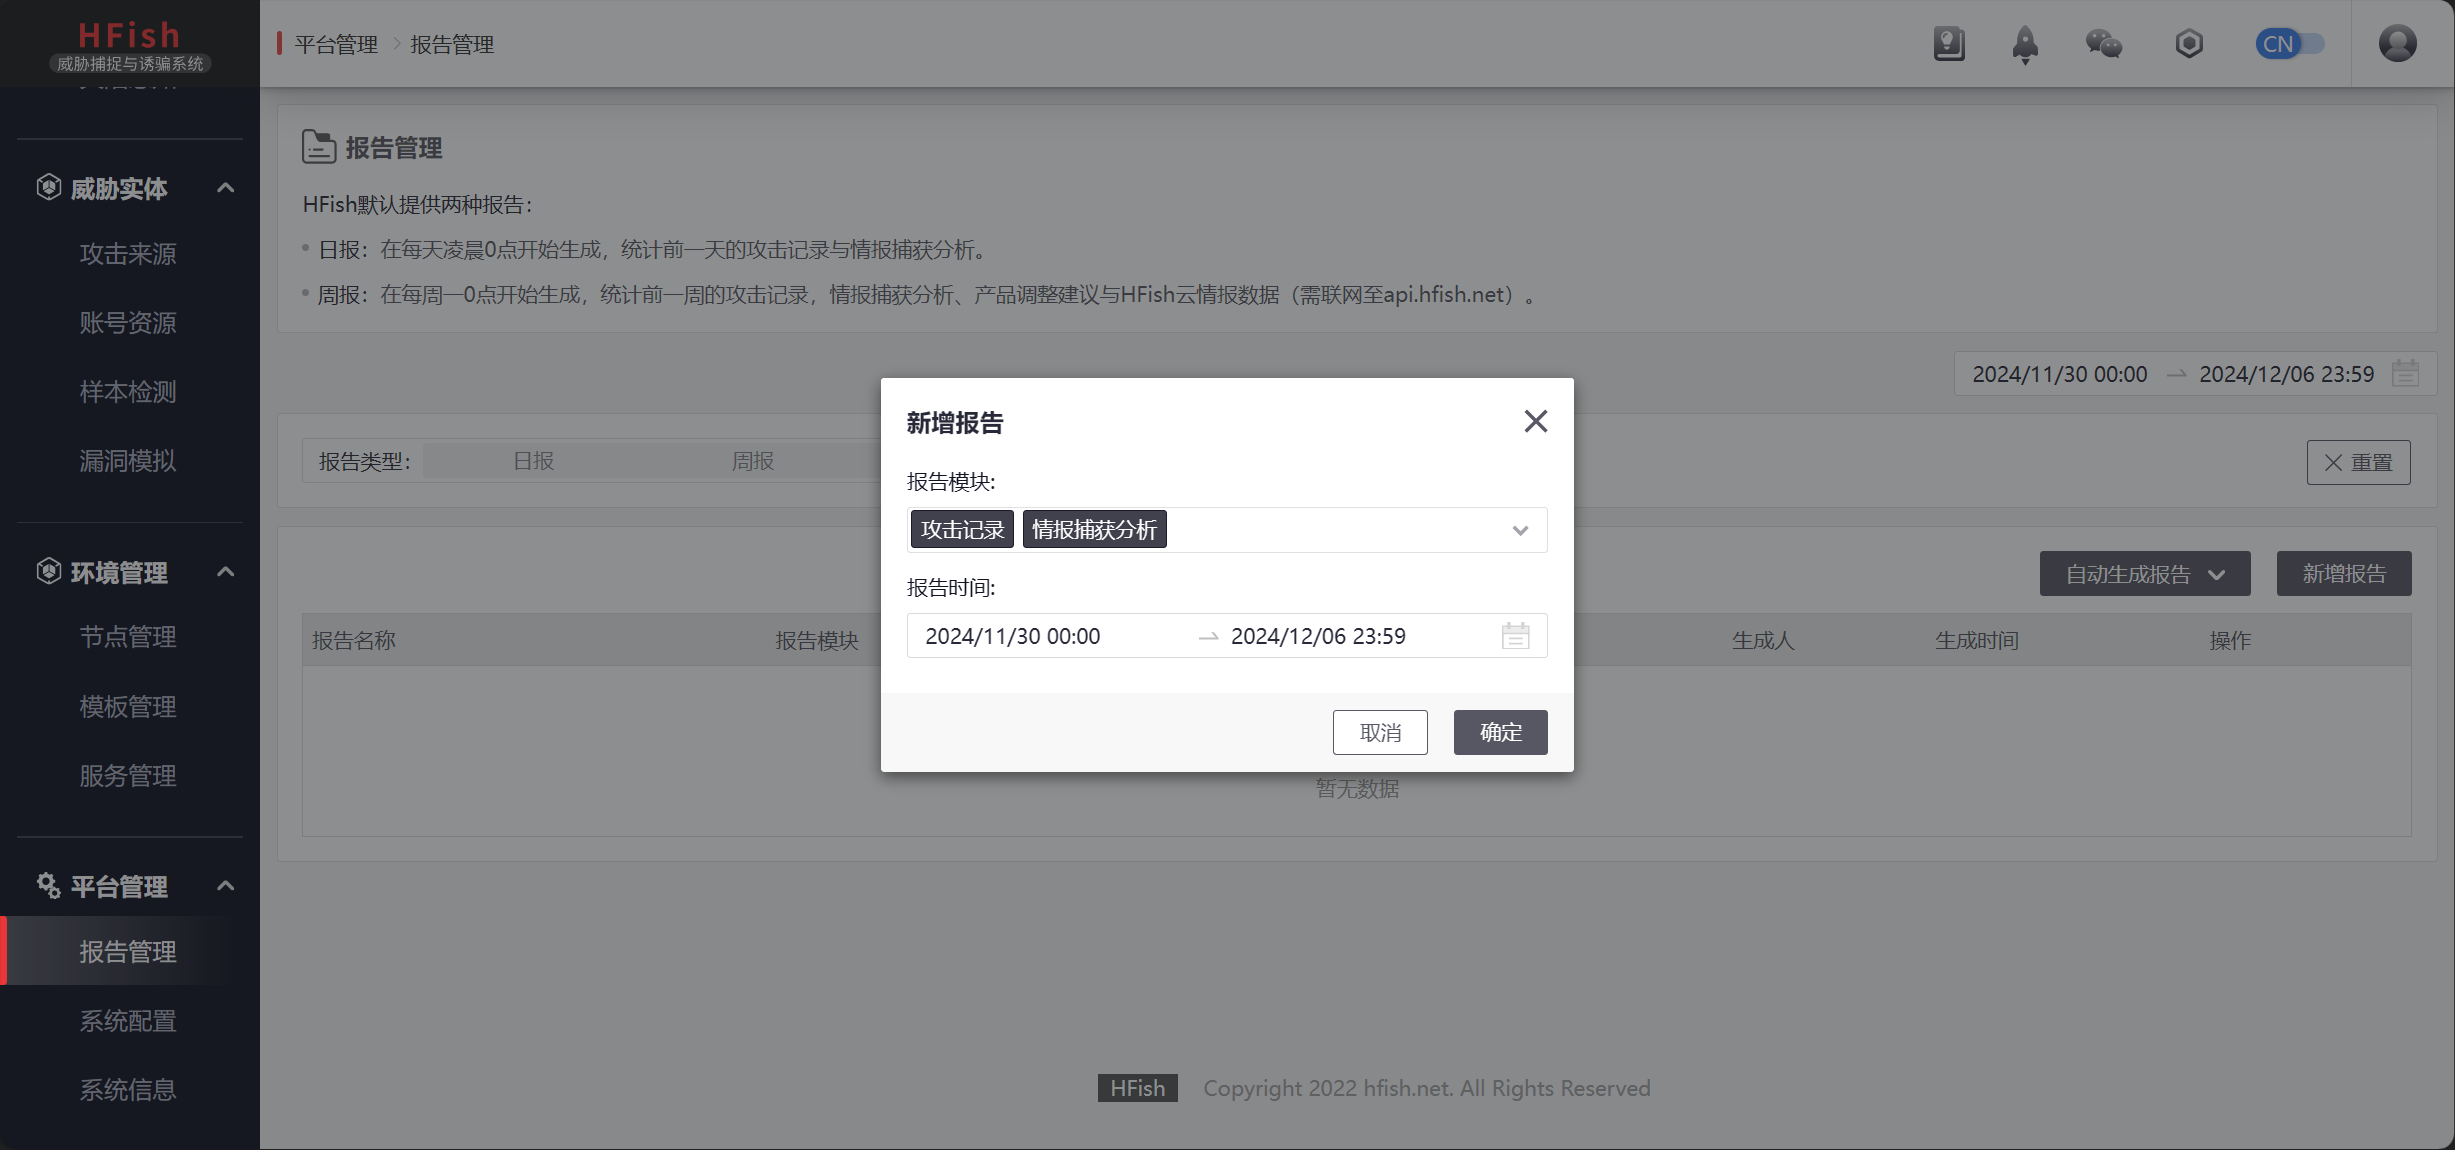 HFish
威胁捕捉与诱骗系统
平台管理 > 报告管理
CN
威胁实体
攻击来源
账号资源
样本检测
漏洞模拟
环境管理
节点管理
模板管理
服务管理
平台管理
报告管理
系统配置
系统信息
报告管理
HFish默认提供两种报告：
日报：在每天凌晨0点开始生成，统计前一天的攻击记录与情报捕获分析。
周报：在每周一0点开始生成，统计前一周的攻击记录，情报捕获分析、产品调整建议与HFish云情报数据（需联网至api.hfish.net）。
2024/11/30 00:00 → 2024/12/06 23:59
报告类型： 日报 周报
重置
自动生成报告 新增报告
报告名称 报告模块 生成人 生成时间 操作
暂无数据
新增报告
报告模块:
攻击记录 情报捕获分析
报告时间:
2024/11/30 00:00 → 2024/12/06 23:59
取消 确定
HFish Copyright 2022 hfish.net. All Rights Reserved